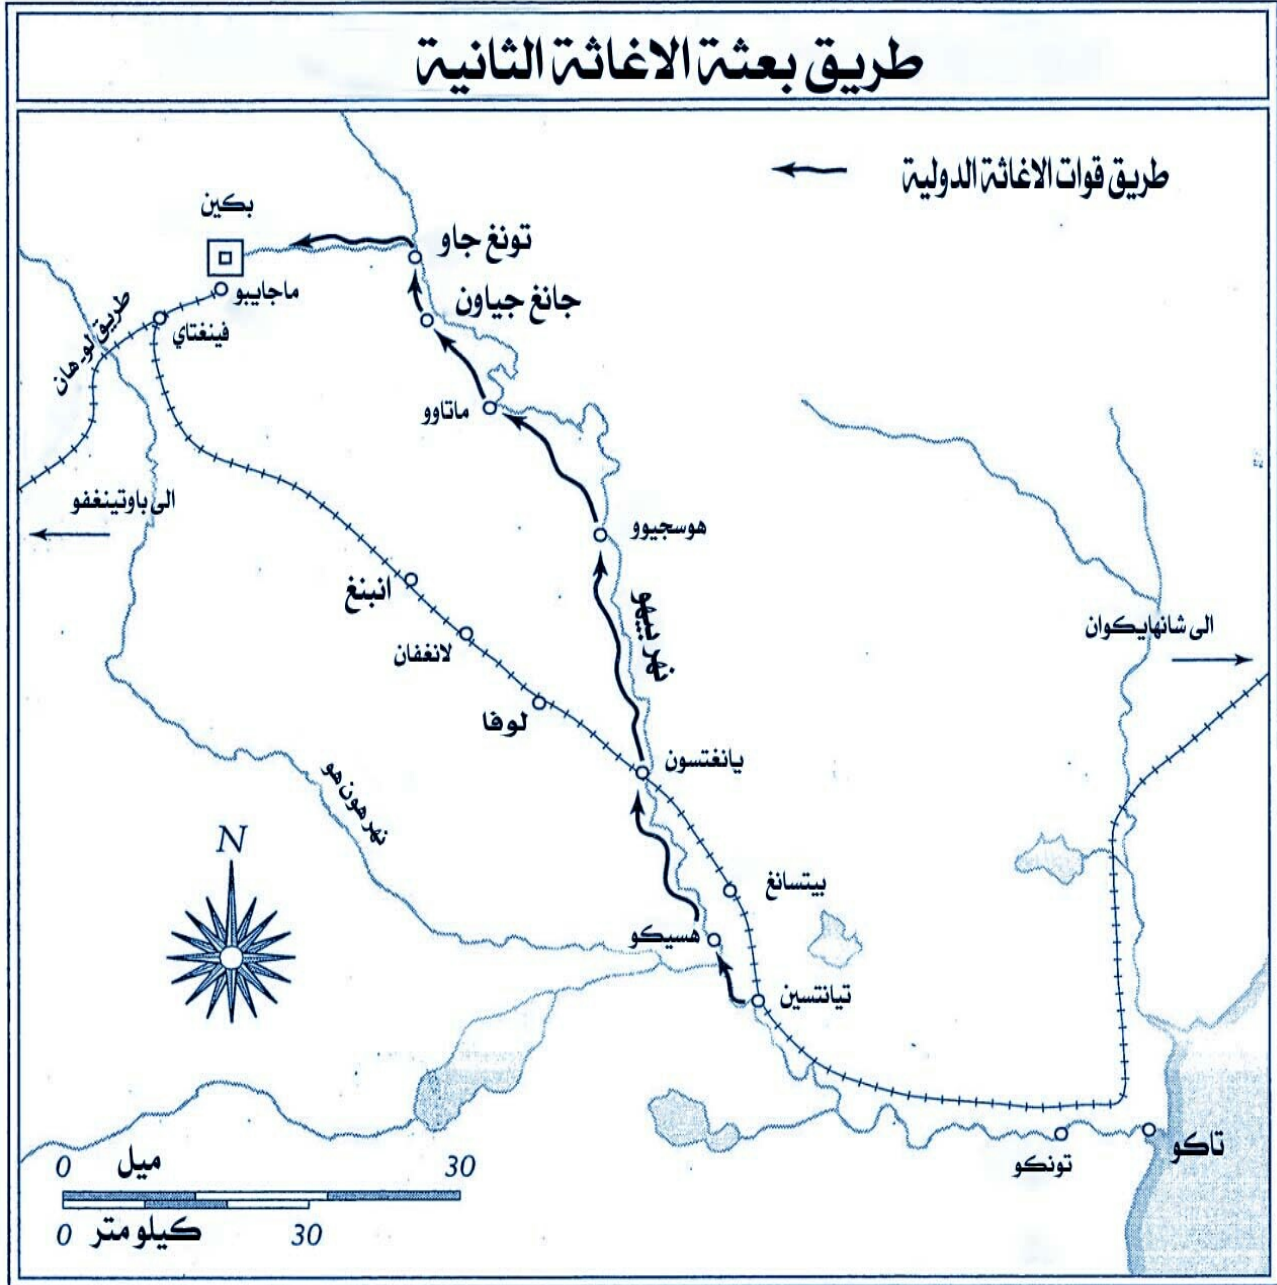 طريق بعثة الاغاثة الثانية
طريق قوات الاغاثة الدولية
بكين
تونغ جاو
ماجايبو
جانغ جياون
فينغتاي
طريق لو-هان
ماتاوو
الى باوتينغفو
هوسجيوو
انبنغ
نهر بيهو
الى شانهايكوان
لانغفان
لوفا
يانغتسون
نهر هون هو
N
بيتسانغ
هسيكو
تيانتسين
تاكو
تونكو
0 ميل 30
0 كيلو متر 30